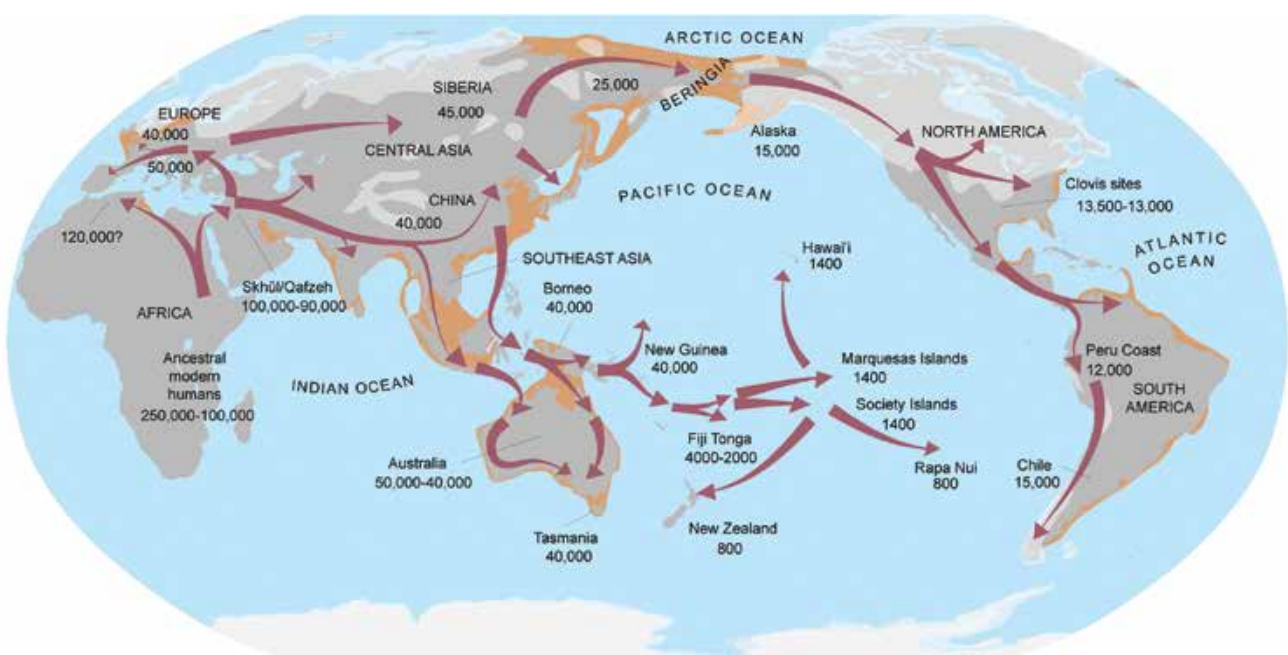 ARCTIC OCEAN
BERINGIA
25,000
SIBERIA
45,000
EUROPE
40,000
50,000
CENTRAL ASIA
Alaska
15,000
NORTH AMERICA
Clovis sites
13,500-13,000
PACIFIC OCEAN
CHINA
40,000
120,000?
ATLANTIC
OCEAN
Hawai'i
1400
SOUTHEAST ASIA
Skhūl/Qafzeh
100,000-90,000
Borneo
40,000
AFRICA
Ancestral
modern
humans
250,000-100,000
INDIAN OCEAN
New Guinea
40,000
Marquesas Islands
1400
Society Islands
1400
Peru Coast
12,000
SOUTH
AMERICA
Fiji Tonga
4000-2000
Australia
50,000-40,000
Rapa Nui
800
Chile
15,000
Tasmania
40,000
New Zealand
800